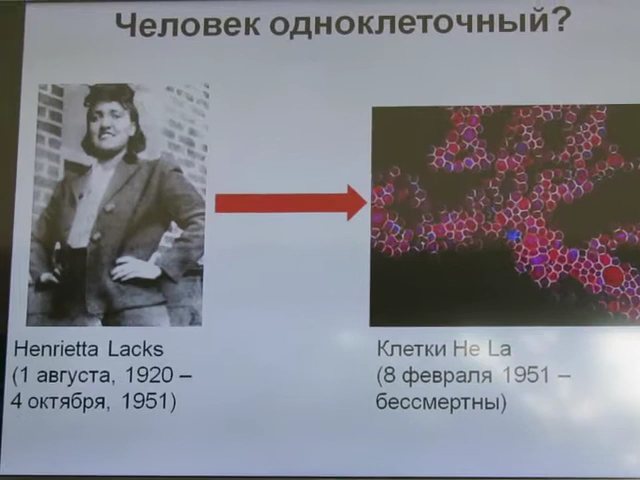 Человек одноклеточный?
Henrietta Lacks
(1 августа, 1920 –
4 октября, 1951)
Клетки He La
(8 февраля 1951 –
бессмертны)